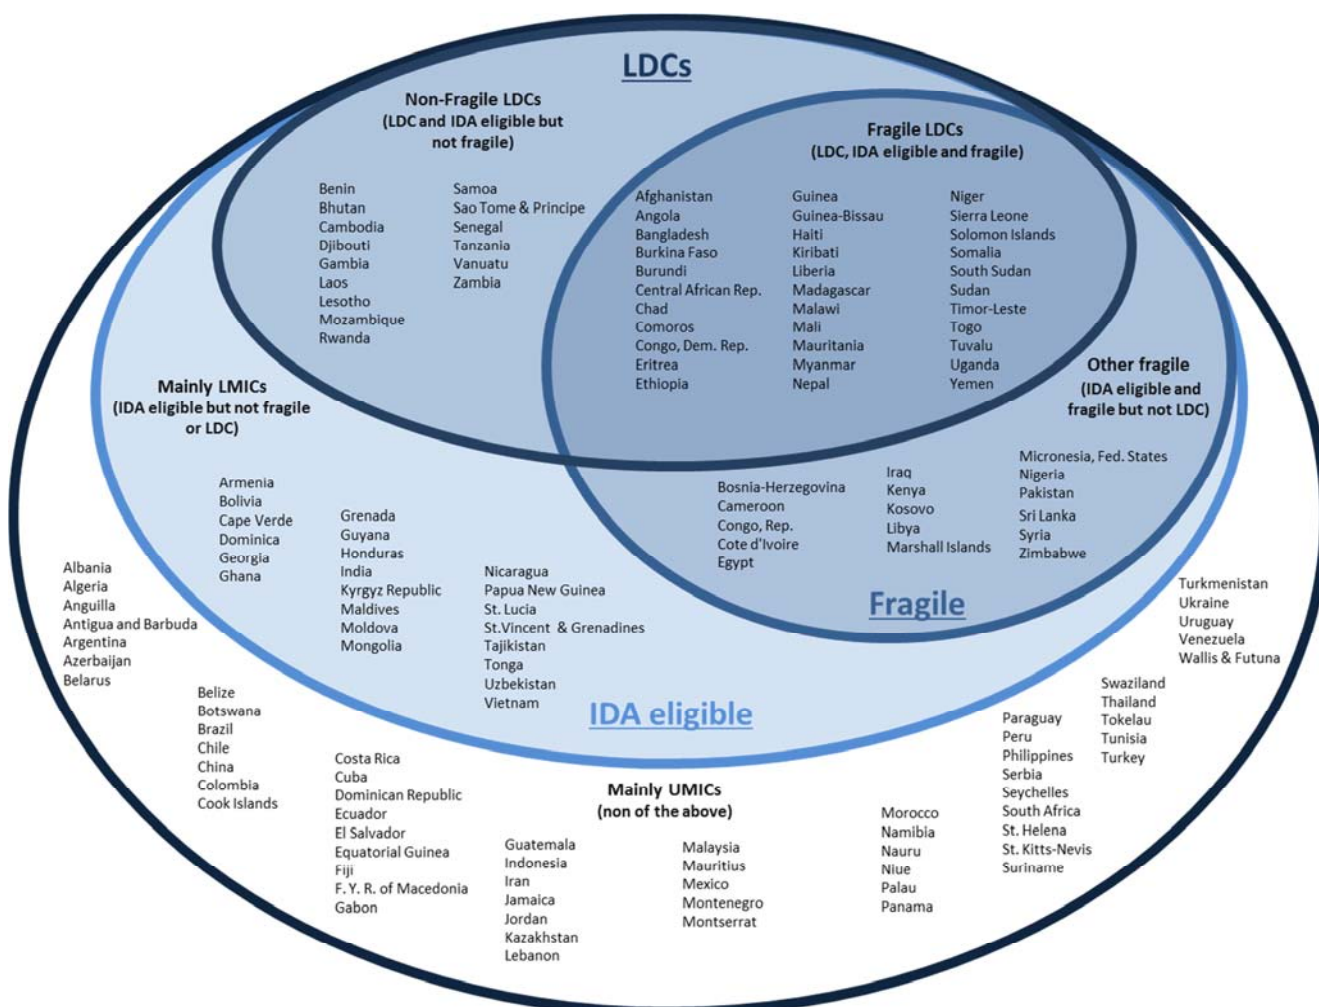 LDCs
Non-Fragile LDCs
(LDC and IDA eligible but
not fragile)
Benin
Bhutan
Cambodia
Djibouti
Gambia
Laos
Lesotho
Mozambique
Rwanda
Samoa
Sao Tome & Principe
Senegal
Tanzania
Vanuatu
Zambia
Fragile LDCs
(LDC, IDA eligible and fragile)
Afghanistan
Angola
Bangladesh
Burkina Faso
Burundi
Central African Rep.
Chad
Comoros
Congo, Dem. Rep.
Eritrea
Ethiopia
Guinea
Guinea-Bissau
Haiti
Kiribati
Liberia
Madagascar
Malawi
Mali
Mauritania
Myanmar
Nepal
Niger
Sierra Leone
Solomon Islands
Somalia
South Sudan
Sudan
Timor-Leste
Togo
Tuvalu
Uganda
Yemen
Other fragile
(IDA eligible and
fragile but not LDC)
Bosnia-Herzegovina
Cameroon
Congo, Rep.
Cote d'Ivoire
Egypt
Iraq
Kenya
Kosovo
Libya
Marshall Islands
Micronesia, Fed. States
Nigeria
Pakistan
Sri Lanka
Syria
Zimbabwe
Fragile
Mainly LMICs
(IDA eligible but not fragile
or LDC)
Armenia
Bolivia
Cape Verde
Dominica
Georgia
Ghana
Grenada
Guyana
Honduras
India
Kyrgyz Republic
Maldives
Moldova
Mongolia
Nicaragua
Papua New Guinea
St. Lucia
St.Vincent & Grenadines
Tajikistan
Tonga
Uzbekistan
Vietnam
IDA eligible
Mainly UMICs
(non of the above)
Albania
Algeria
Anguilla
Antigua and Barbuda
Argentina
Azerbaijan
Belarus
Belize
Botswana
Brazil
Chile
China
Colombia
Cook Islands
Costa Rica
Cuba
Dominican Republic
Ecuador
El Salvador
Equatorial Guinea
Fiji
F. Y. R. of Macedonia
Gabon
Guatemala
Indonesia
Iran
Jamaica
Jordan
Kazakhstan
Lebanon
Malaysia
Mauritius
Mexico
Montenegro
Montserrat
Morocco
Namibia
Nauru
Niue
Palau
Panama
Paraguay
Peru
Philippines
Serbia
Seychelles
South Africa
St. Helena
St. Kitts-Nevis
Suriname
Swaziland
Thailand
Tokelau
Tunisia
Turkey
Turkmenistan
Ukraine
Uruguay
Venezuela
Wallis & Futuna